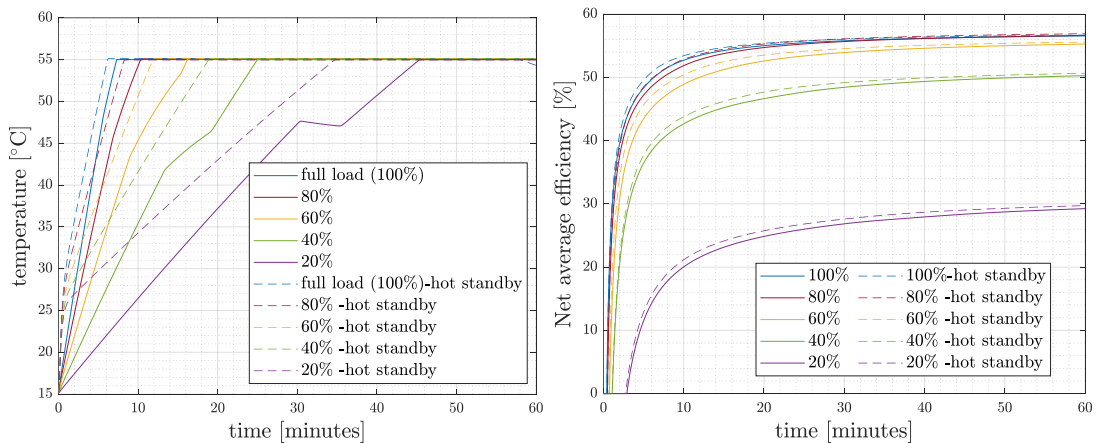 temperature [°C]
55
50
45
40
35
30
25
20
15
0
10
20
30
40
50
60
time [minutes]
full load (100%)
80%
60%
40%
20%
full load (100%)-hot standby
80% -hot standby
60% -hot standby
40% -hot standby
20% -hot standby
Net average efficiency [%]
60
50
40
30
20
10
0
0
10
20
30
40
50
60
time [minutes]
100% 100%-hot standby
80% 80% -hot standby
60% 60% -hot standby
40% 40% -hot standby
20% 20% -hot standby